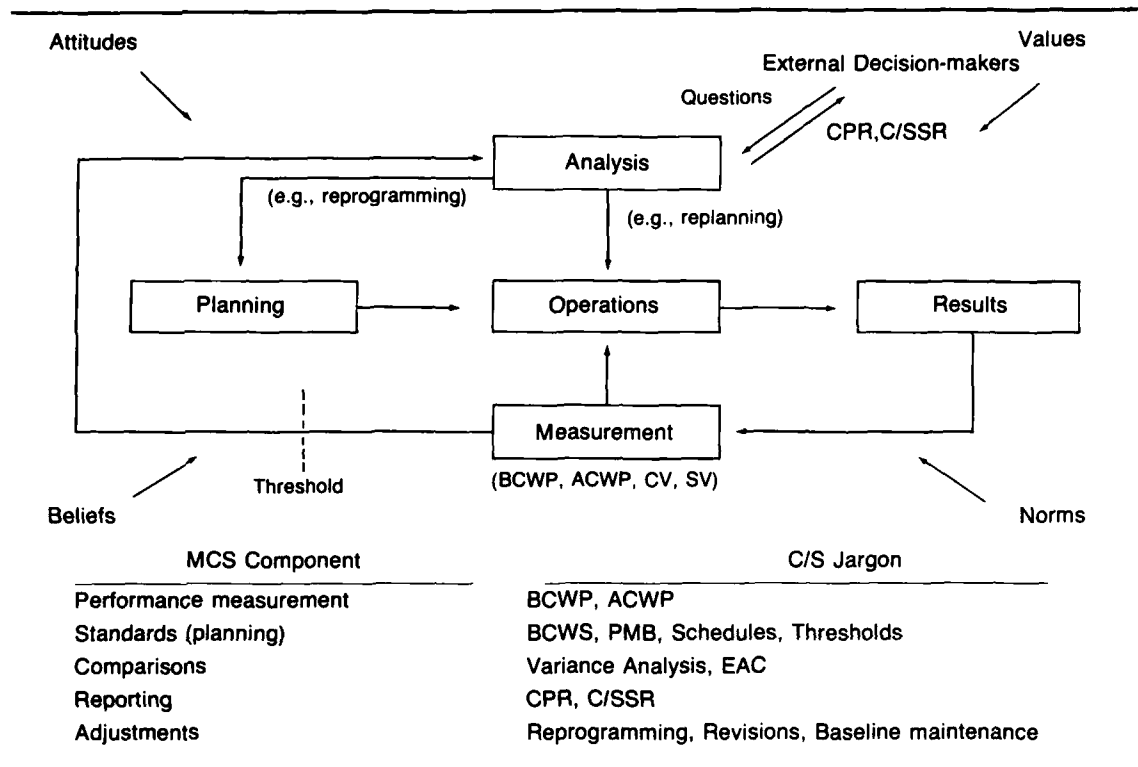 Attitudes
Values
External Decision-makers
Questions
CPR,C/SSR
Analysis
(e.g., reprogramming)
(e.g., replanning)
Planning
Operations
Results
Measurement
Threshold
(BCWP, ACWP, CV, SV)
Beliefs
Norms
MCS Component
C/S Jargon
Performance measurement
BCWP, ACWP
Standards (planning)
BCWS, PMB, Schedules, Thresholds
Comparisons
Variance Analysis, EAC
Reporting
CPR, C/SSR
Adjustments
Reprogramming, Revisions, Baseline maintenance